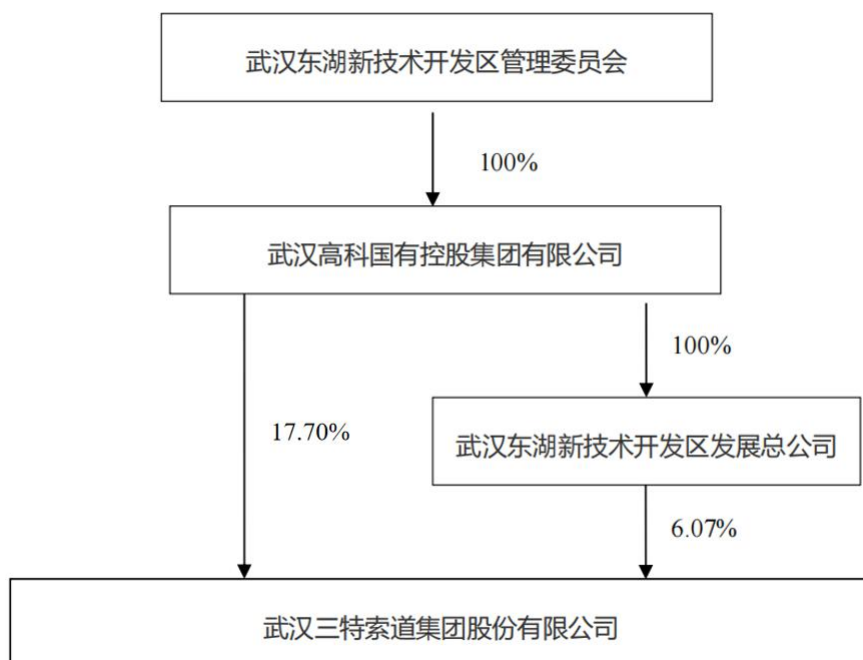 武汉东湖新技术开发区管理委员会
100%
武汉高科国有控股集团有限公司
100%
17.70%
武汉东湖新技术开发区发展总公司
6.07%
武汉三特索道集团股份有限公司